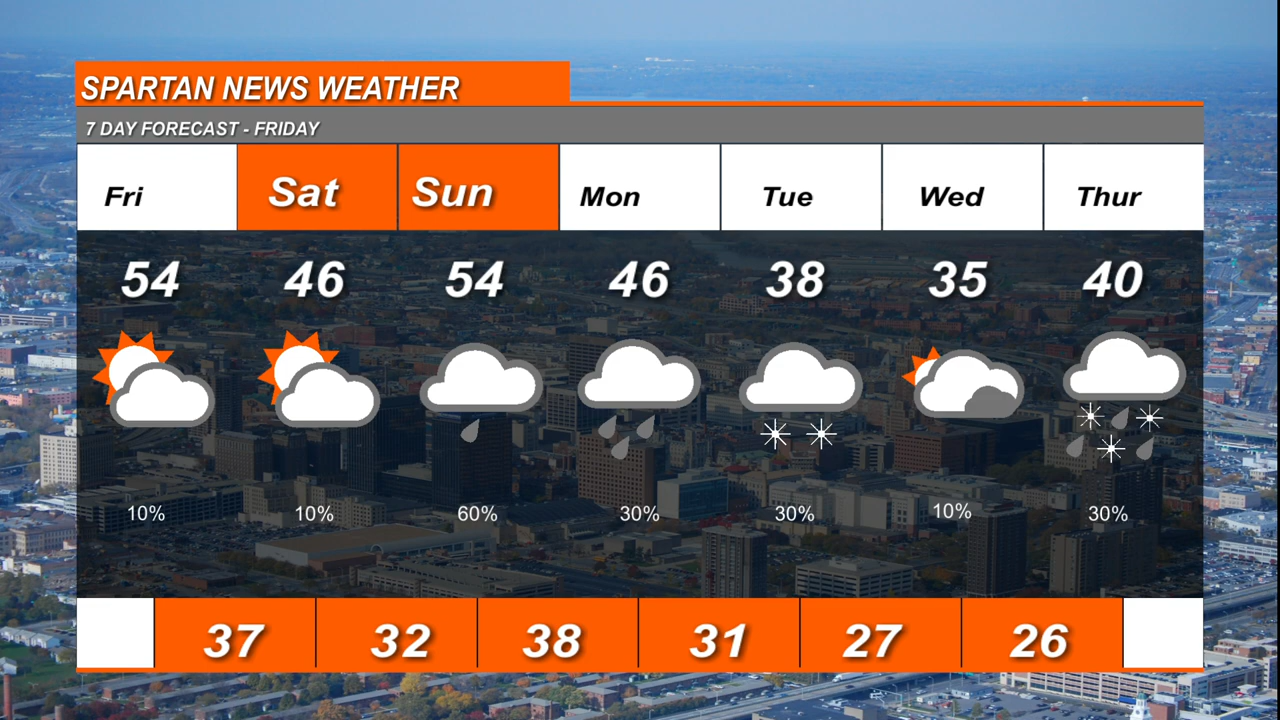 SPARTAN NEWS WEATHER
7 DAY FORECAST - FRIDAY
Fri Sat Sun Mon Tue Wed Thur
54 46 54 46 38 35 40
10% 10% 60% 30% 30% 10% 30%
37 32 38 31 27 26